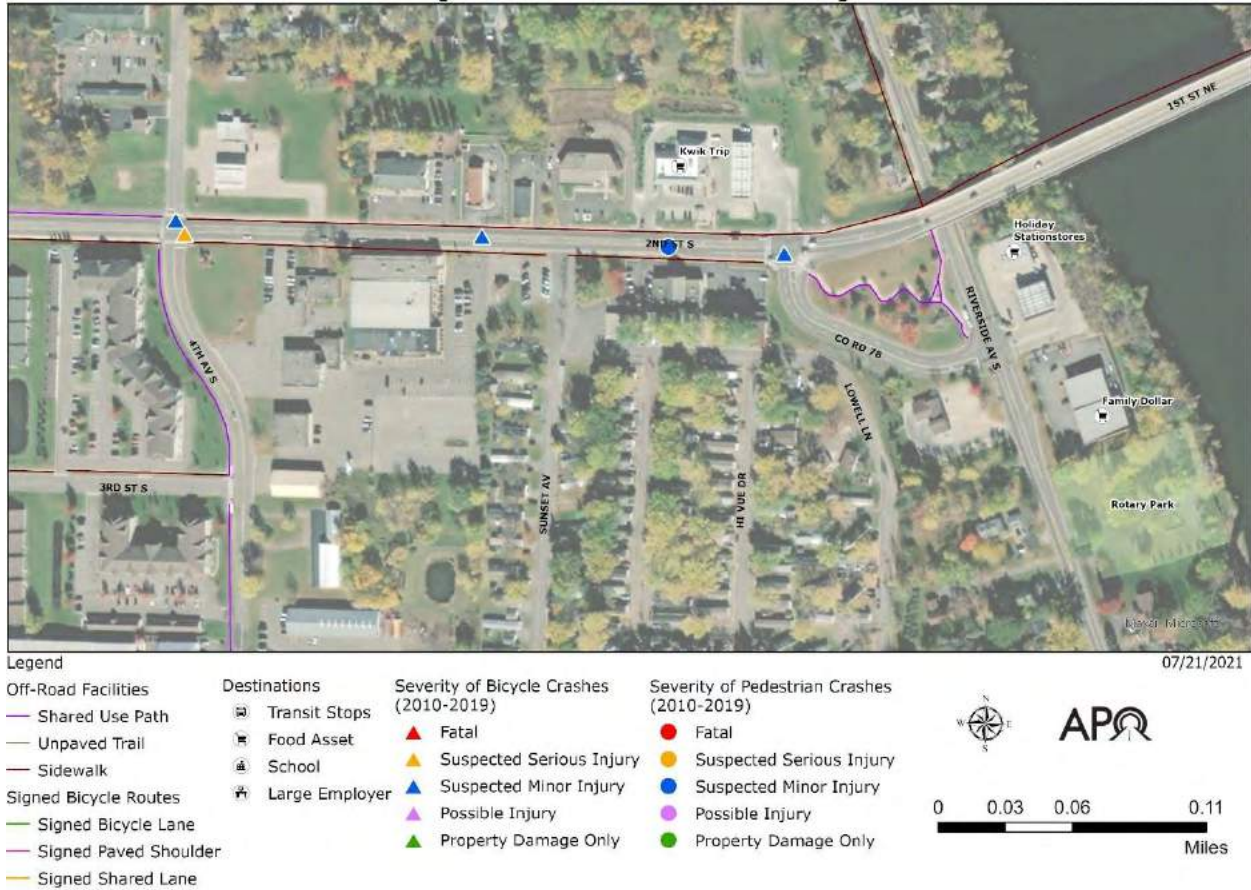 Kwik Trip
1ST ST NE
2ND ST S
Holiday
Stationstores
RIVERSIDE AV S
4TH AV S
CO RD 78
LOWELL LN
Family Dollar
3RD ST S
SUNSET AV
HI VUE DR
Rotary Park
Legend
07/21/2021
Off-Road Facilities
Shared Use Path
Unpaved Trail
Sidewalk
Signed Bicycle Routes
Signed Bicycle Lane
Signed Paved Shoulder
Signed Shared Lane
Destinations
Transit Stops
Food Asset
School
Large Employer
Severity of Bicycle Crashes
(2010-2019)
Fatal
Suspected Serious Injury
Suspected Minor Injury
Possible Injury
Property Damage Only
Severity of Pedestrian Crashes
(2010-2019)
Fatal
Suspected Serious Injury
Suspected Minor Injury
Possible Injury
Property Damage Only
N
W E
S
APO
0 0.03 0.06 0.11
Miles